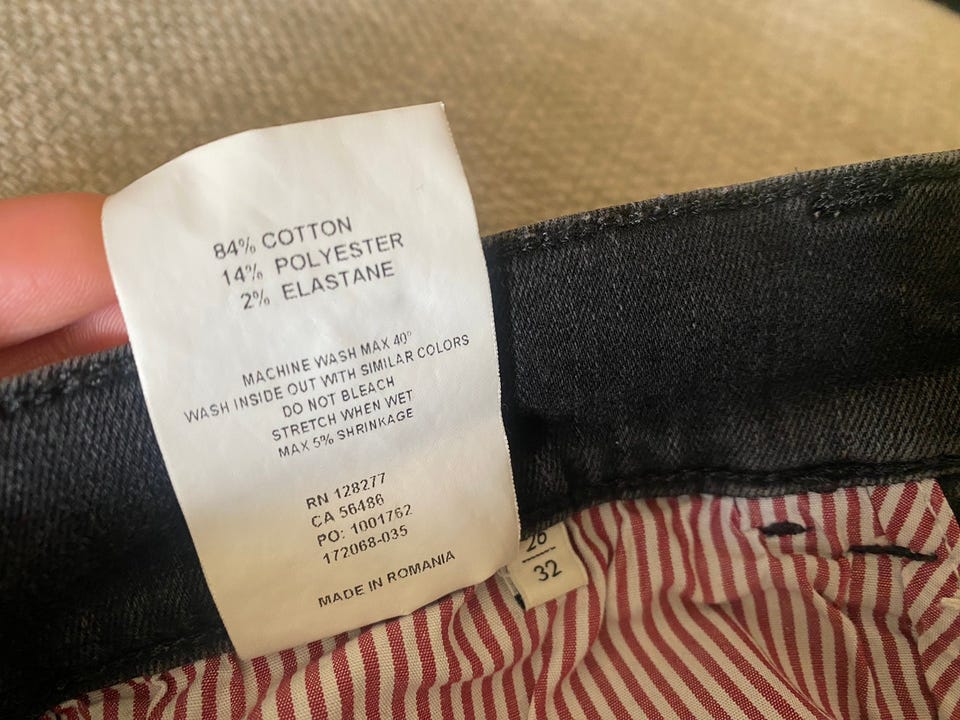 84% COTTON
14% POLYESTER
2% ELASTANE
MACHINE WASH MAX 40°
WASH INSIDE OUT WITH SIMILAR COLORS
DO NOT BLEACH
STRETCH WHEN WET
MAX 5% SHRINKAGE
RN 128277
CA 56486
PO: 1001762
172068-035
MADE IN ROMANIA
32